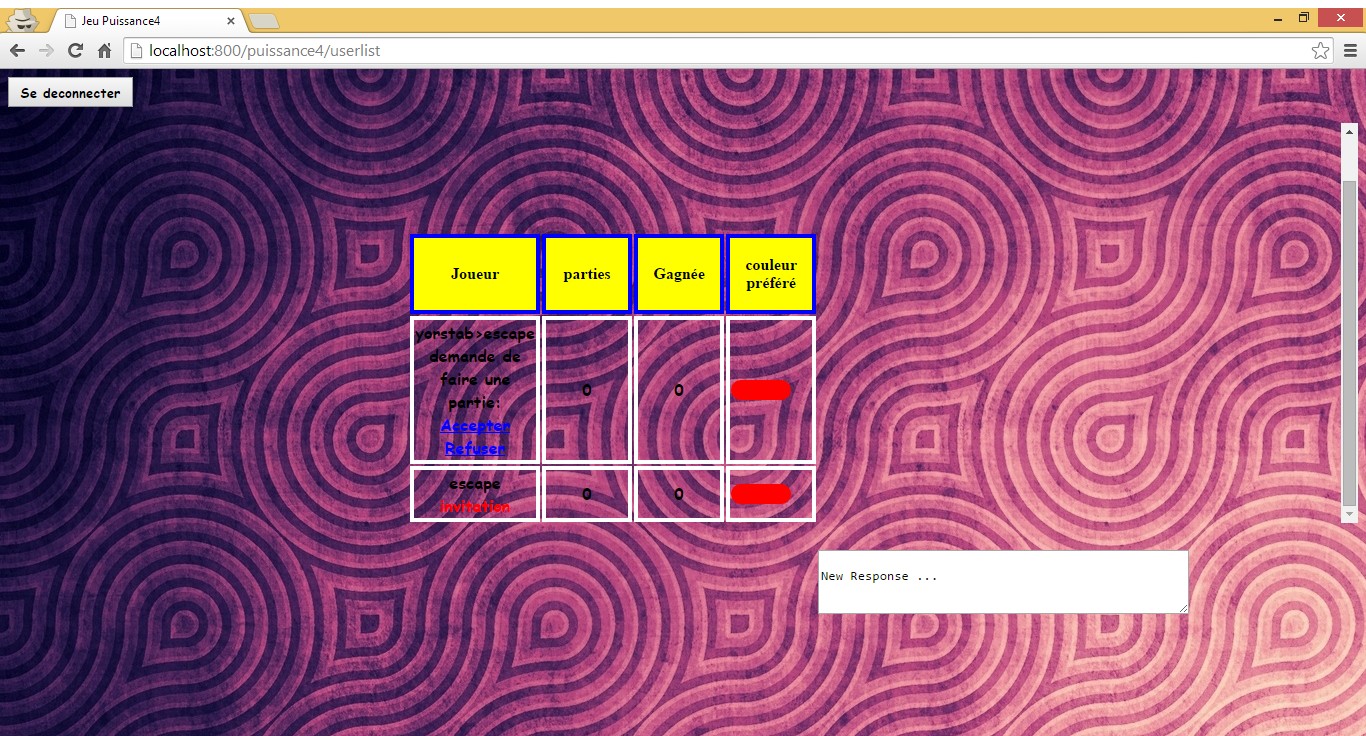 Jeu Puissance4
localhost:800/puissance4/userlist
Se deconnecter
Joueur parties Gagnée couleur
préféré
yorstab>escape
demande de
faire une
partie:
Accepter
Refuser
0 0
escape
invitation
0 0
New Response ...